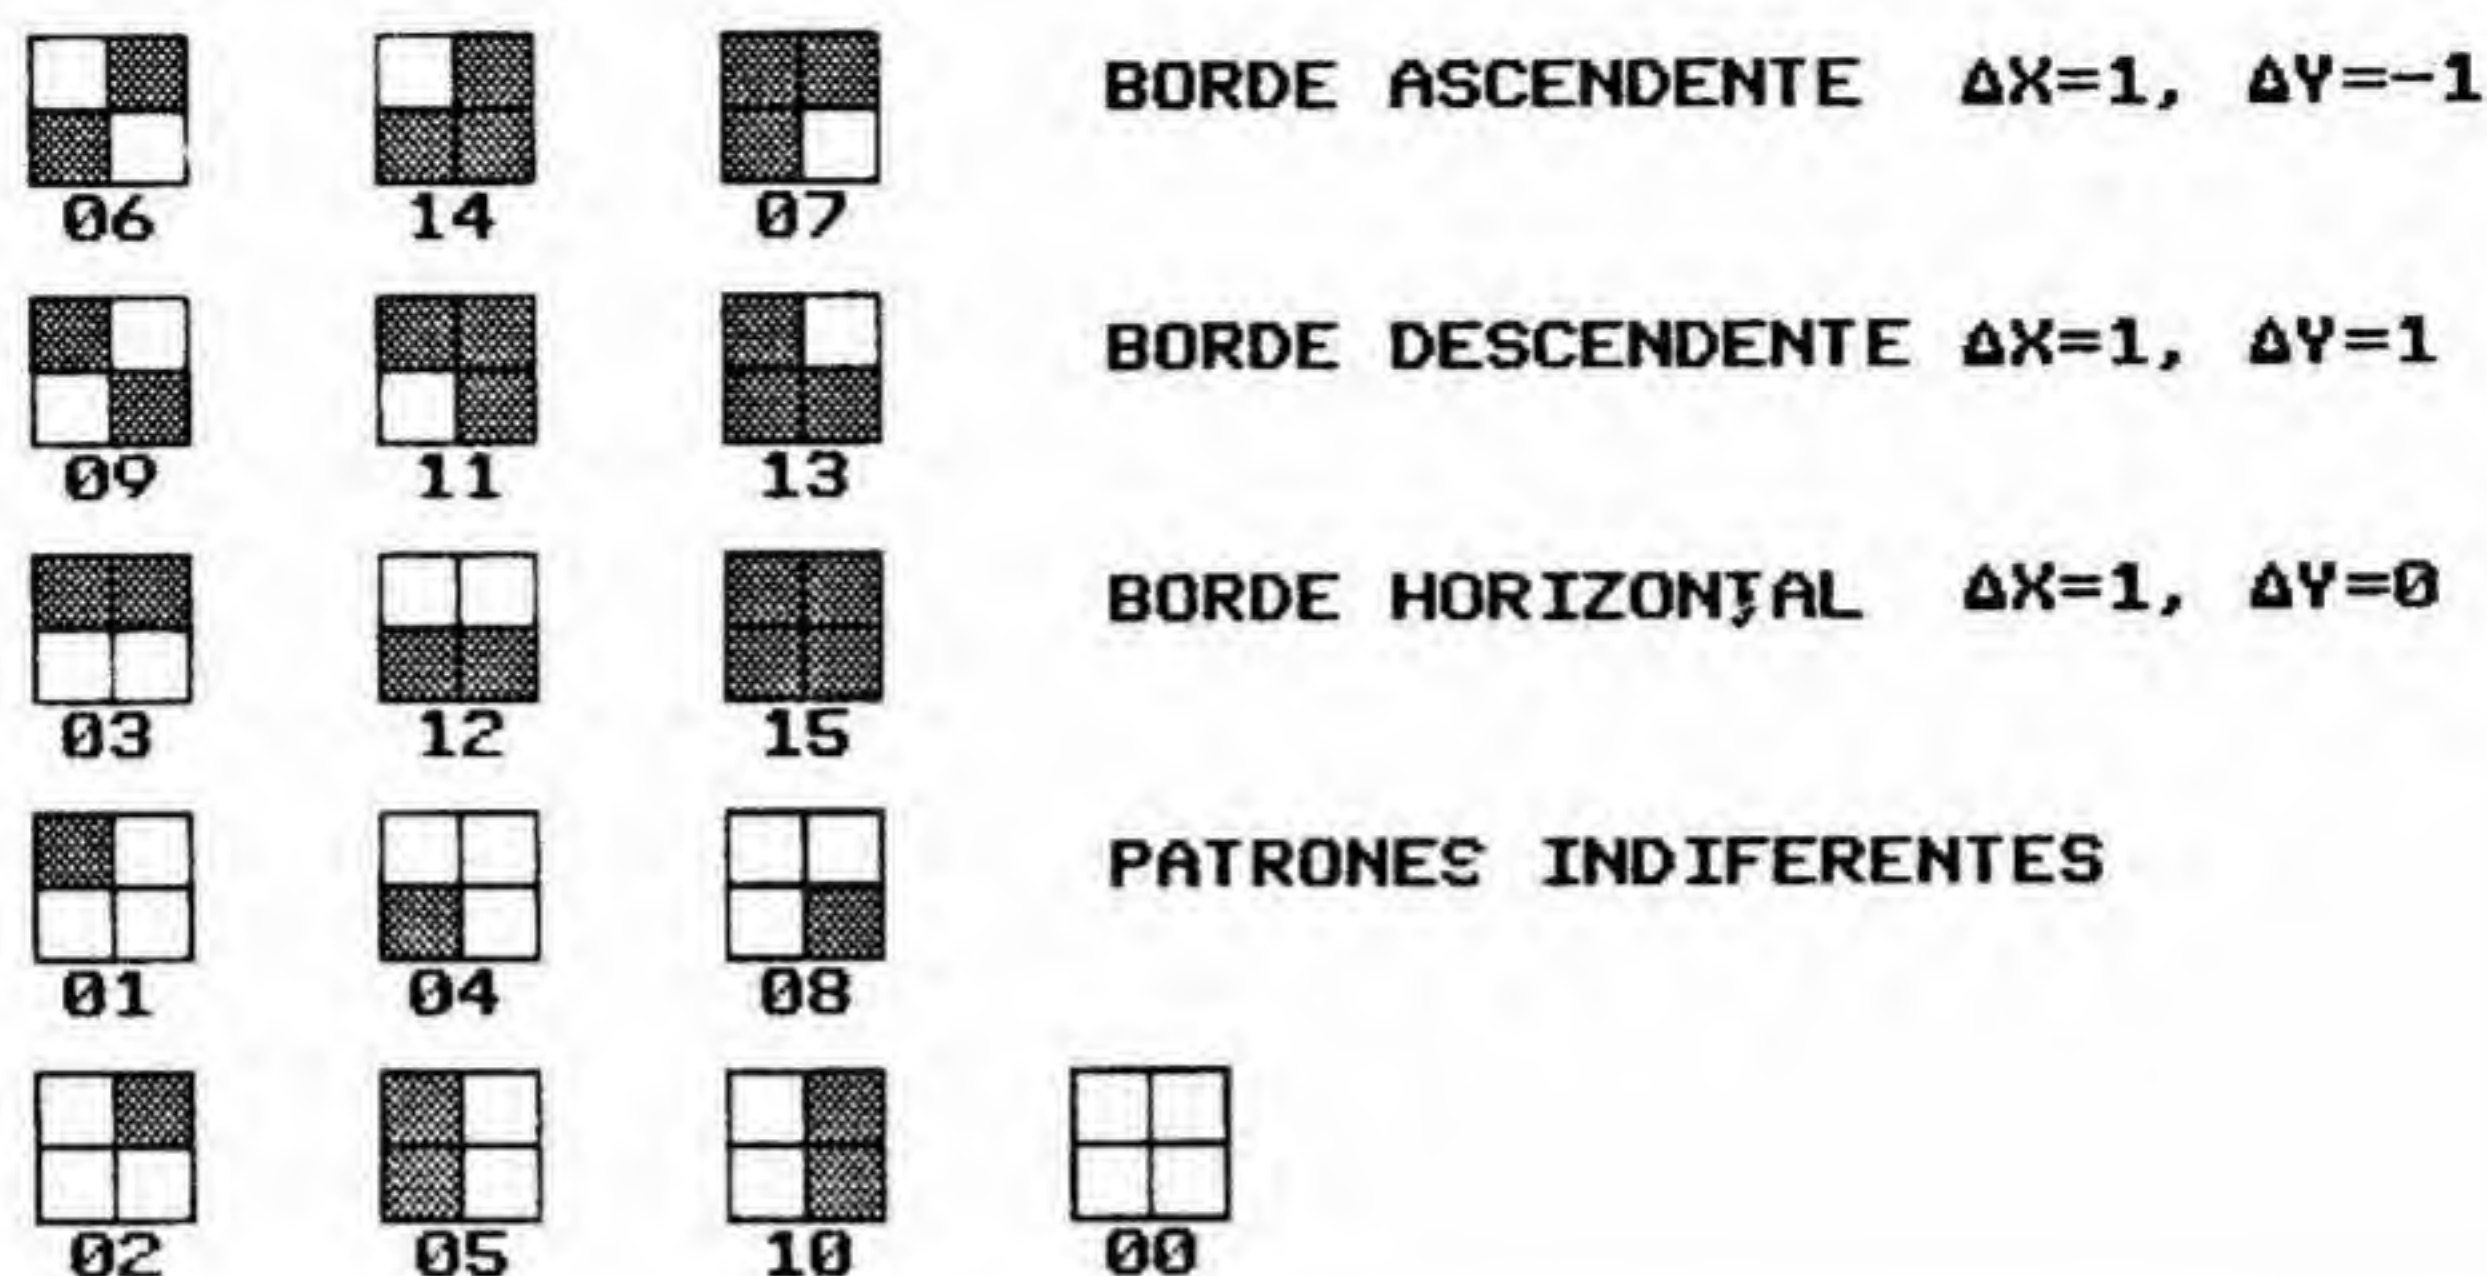 BORDE ASCENDENTE ΔX=1, ΔY=-1
06 14 07
BORDE DESCENDENTE ΔX=1, ΔY=1
09 11 13
BORDE HORIZONTAL ΔX=1, ΔY=0
03 12 15
PATRONES INDIFERENTES
01 04 08
02 05 10 00